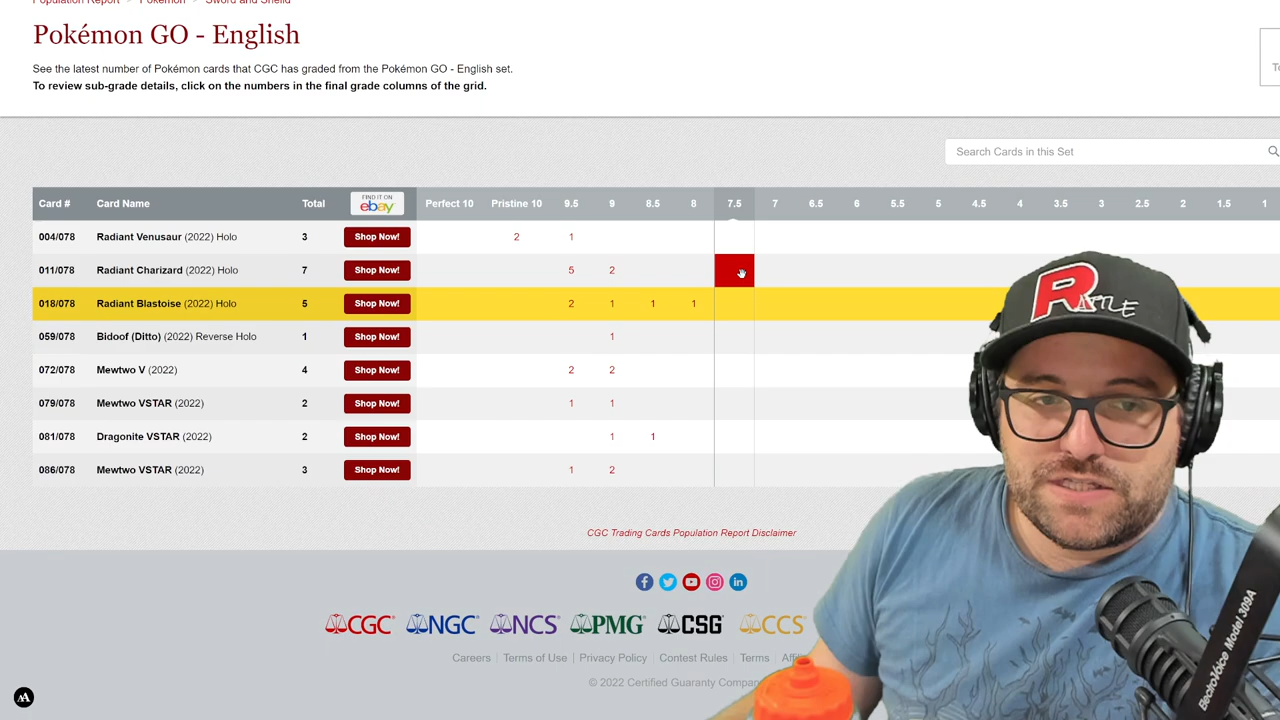 Population Report > Pokémon > Sword and Shield
Pokémon GO - English
See the latest number of Pokémon cards that CGC has graded from the Pokémon GO - English set.
To review sub-grade details, click on the numbers in the final grade columns of the grid.
Search Cards in this Set
Card # Card Name Total FIND IT ON ebay Perfect 10 Pristine 10 9.5 9 8.5 8 7.5 7 6.5 6 5.5 5 4.5 4 3.5 3 2.5 2 1.5 1
004/078 Radiant Venusaur (2022) Holo 3 Shop Now! 2 1
011/078 Radiant Charizard (2022) Holo 7 Shop Now! 5 2
018/078 Radiant Blastoise (2022) Holo 5 Shop Now! 2 1 1 1
059/078 Bidoof (Ditto) (2022) Reverse Holo 1 Shop Now! 1
072/078 Mewtwo V (2022) 4 Shop Now! 2 2
079/078 Mewtwo VSTAR (2022) 2 Shop Now! 1 1
081/078 Dragonite VSTAR (2022) 2 Shop Now! 1 1
086/078 Mewtwo VSTAR (2022) 3 Shop Now! 1 2
CGC Trading Cards Population Report Disclaimer
CGC® NGC® NCS® PMG® CSG® CCS®
Careers | Terms of Use | Privacy Policy | Contest Rules | Terms | Affi
© 2022 Certified Guaranty Compan
RATTLE
ElectroVoice Model 309A